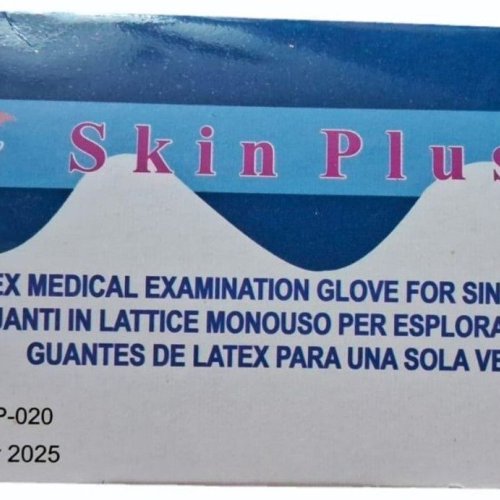 Skin Plus
EX MEDICAL EXAMINATION GLOVE FOR SIN
UANTI IN LATTICE MONOUSO PER ESPLORA
GUANTES DE LATEX PARA UNA SOLA VE
P-020
2025